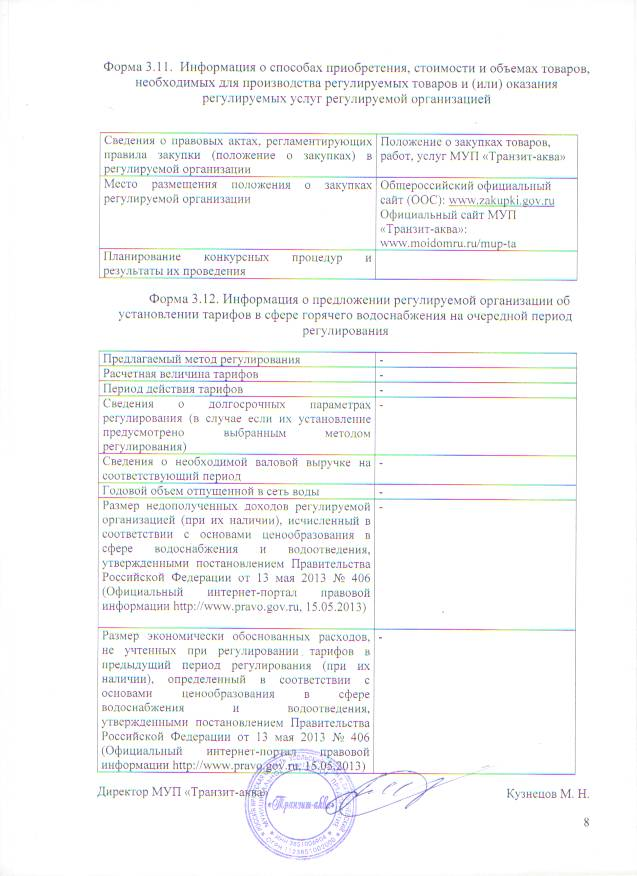 Форма 3.11. Информация о способах приобретения, стоимости и объемах товаров,
необходимых для производства регулируемых товаров и (или) оказания
регулируемых услуг регулируемой организацией
Сведения о правовых актах, регламентирующих
правила закупки (положение о закупках) в
регулируемой организации
Положение о закупках товаров,
работ, услуг МУП «Транзит-аква»
Место размещения положения о закупках
регулируемой организации
Общероссийский официальный
сайт (ООС): www.zakupki.gov.ru
Официальный сайт МУП
«Транзит-аква»:
www.moidomru.ru/mup-ta
Планирование конкурсных процедур и
результаты их проведения
Форма 3.12. Информация о предложении регулируемой организации об
установлении тарифов в сфере горячего водоснабжения на очередной период
регулирования
Предлагаемый метод регулирования -
Расчетная величина тарифов -
Период действия тарифов -
Сведения о долгосрочных параметрах -
регулирования (в случае если их установление
предусмотрено выбранным методом
регулирования)
Сведения о необходимой валовой выручке на -
соответствующий период
Годовой объем отпущенной в сеть воды -
Размер недополученных доходов регулируемой -
организацией (при их наличии), исчисленный в
соответствии с основами ценообразования в
сфере водоснабжения и водоотведения,
утвержденными постановлением Правительства
Российской Федерации от 13 мая 2013 № 406
(Официальный интернет-портал правовой
информации http://www.pravo.gov.ru, 15.05.2013)
Размер экономически обоснованных расходов, -
не учтенных при регулировании тарифов в
предыдущий период регулирования (при их
наличии), определенный в соответствии с
основами ценообразования в сфере
водоснабжения и водоотведения,
утвержденными постановлением Правительства
Российской Федерации от 13 мая 2013 № 406
(Официальный интернет-портал правовой
информации http://www.pravo.gov.ru, 15.05.2013)
Директор МУП «Транзит-аква» Кузнецов М. Н.
«Транзит-аква»
ИНН 3851006904
ОГРН 1123851002000
8